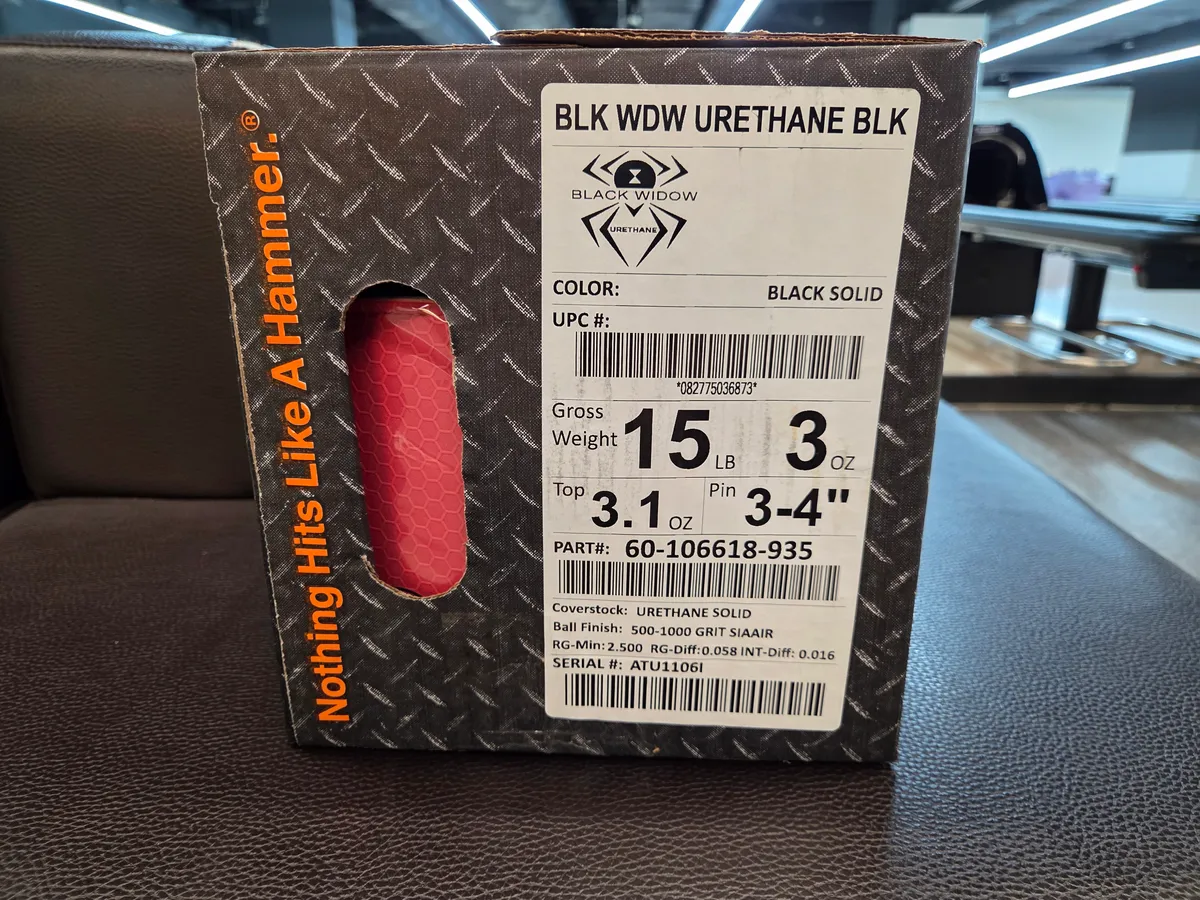 Nothing Hits Like A Hammer.®
BLK WDW URETHANE BLK
BLACK WIDOW
URETHANE
COLOR: BLACK SOLID
UPC #:
*082775036873*
Gross Weight 15 LB 3 OZ
Top 3.1 OZ Pin 3-4"
PART#: 60-106618-935
Coverstock: URETHANE SOLID
Ball Finish: 500-1000 GRIT SIAAIR
RG-Min: 2.500 RG-Diff: 0.058 INT-Diff: 0.016
SERIAL #: ATU1106I